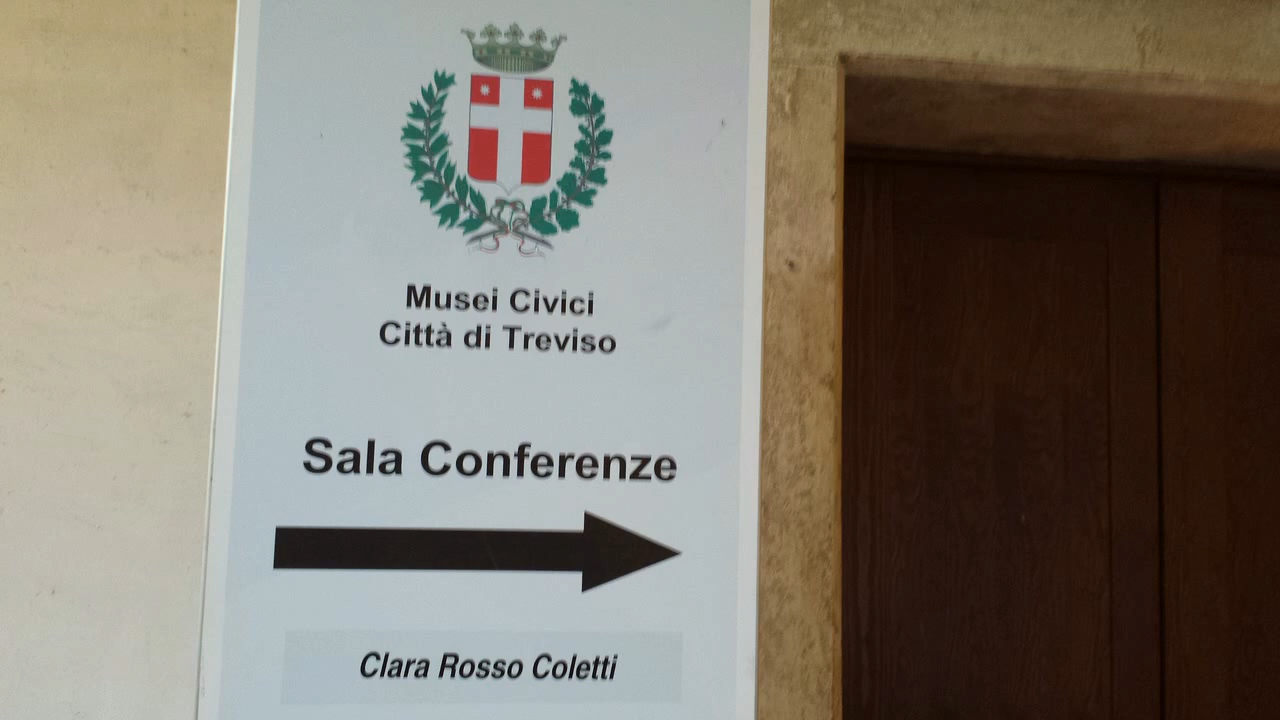 Musei Civici
Città di Treviso
Sala Conferenze
Clara Rosso Coletti